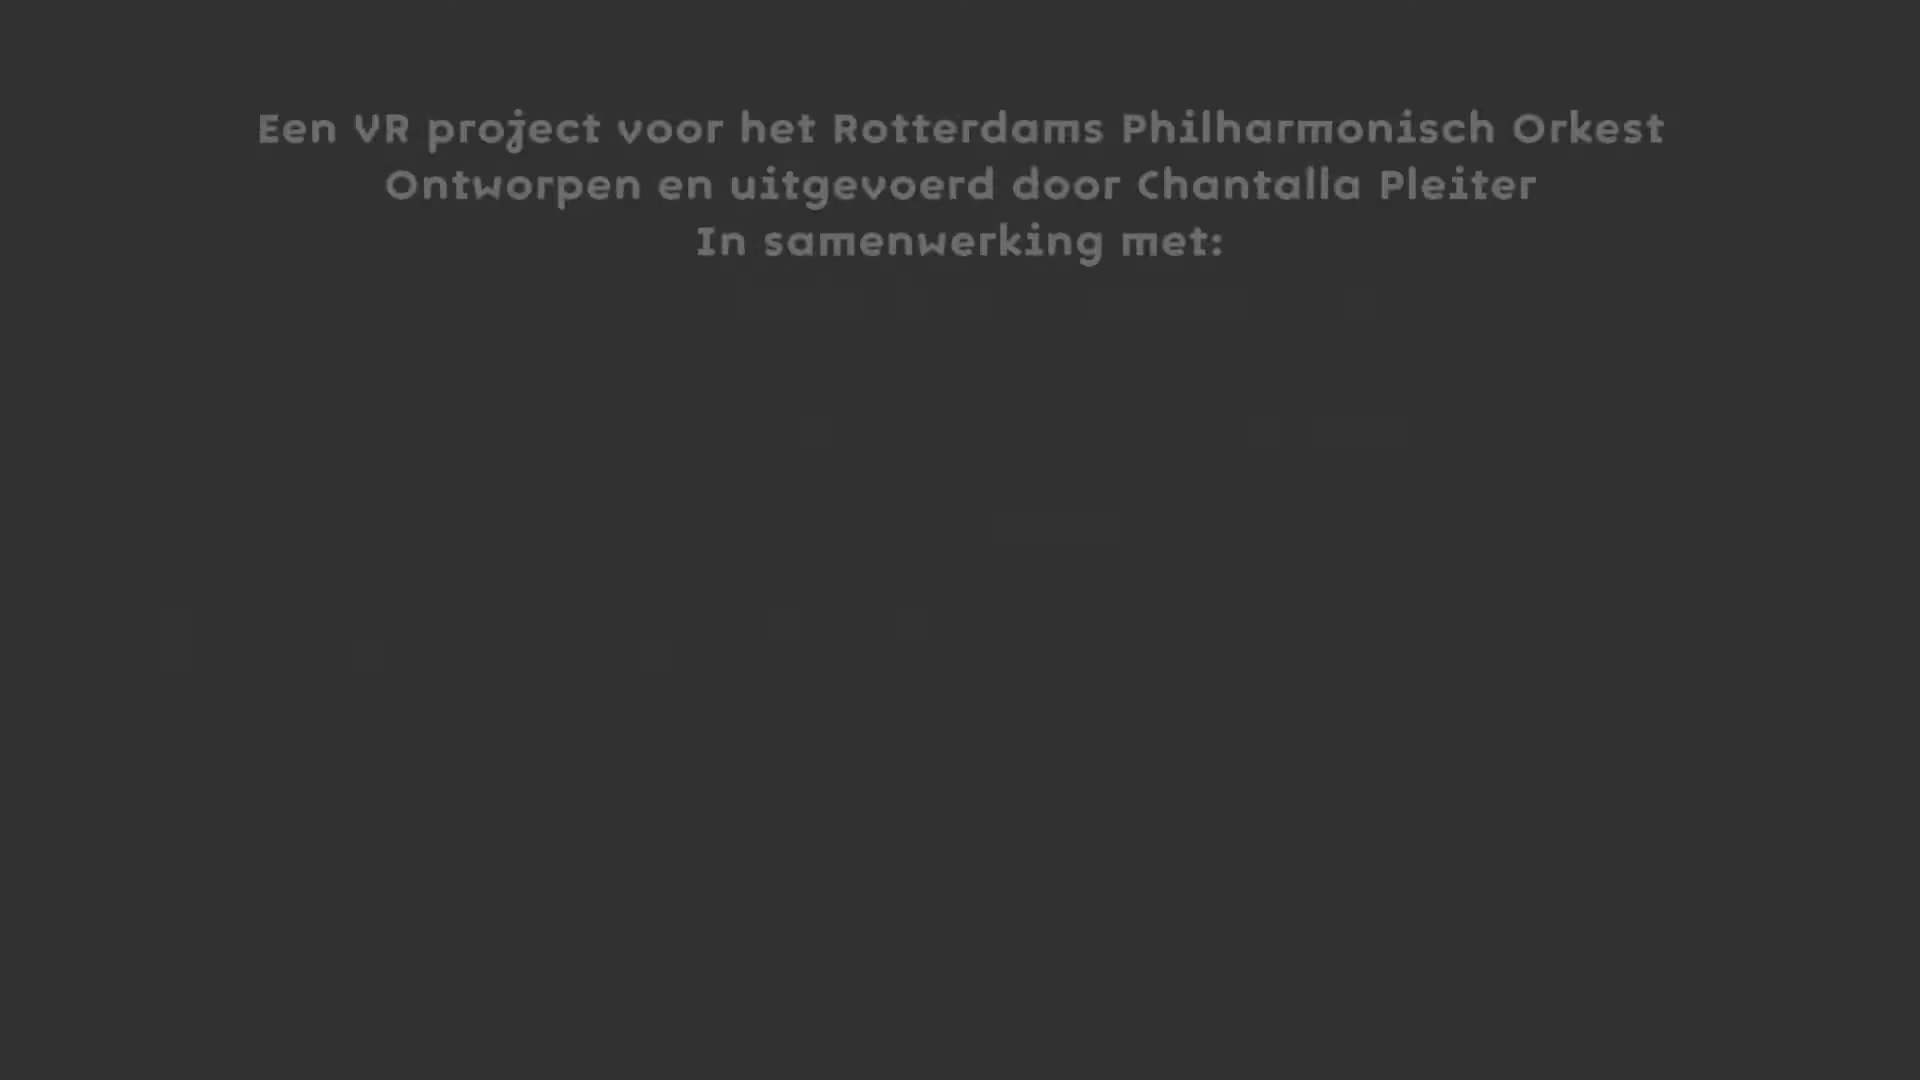 Een VR project voor het Rotterdams Philharmonisch Orkest
Ontworpen en uitgevoerd door Chantalla Pleiter
In samenwerking met: